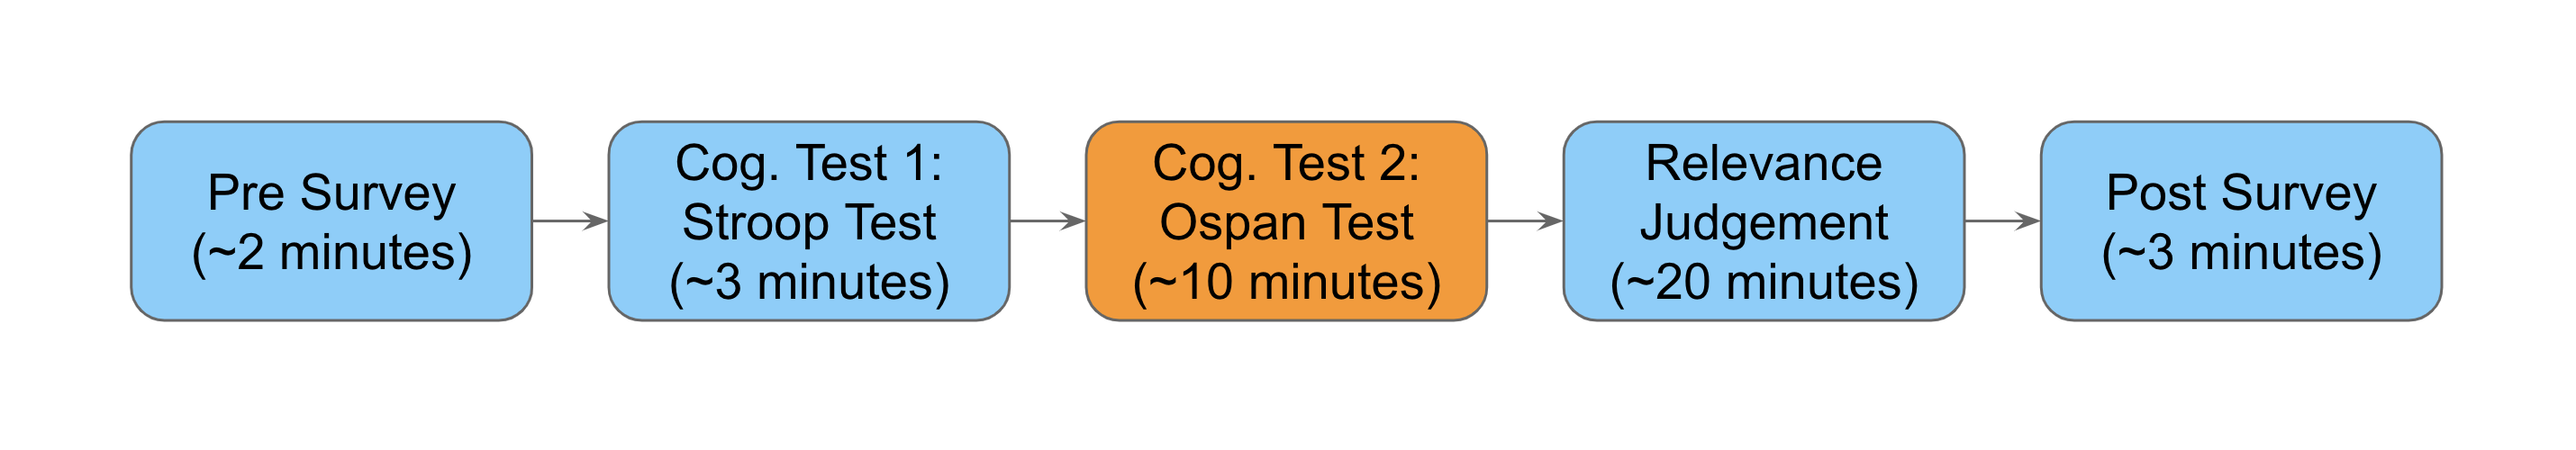 Pre Survey
(~2 minutes)
Cog. Test 1:
Stroop Test
(~3 minutes)
Cog. Test 2:
Ospan Test
(~10 minutes)
Relevance
Judgement
(~20 minutes)
Post Survey
(~3 minutes)